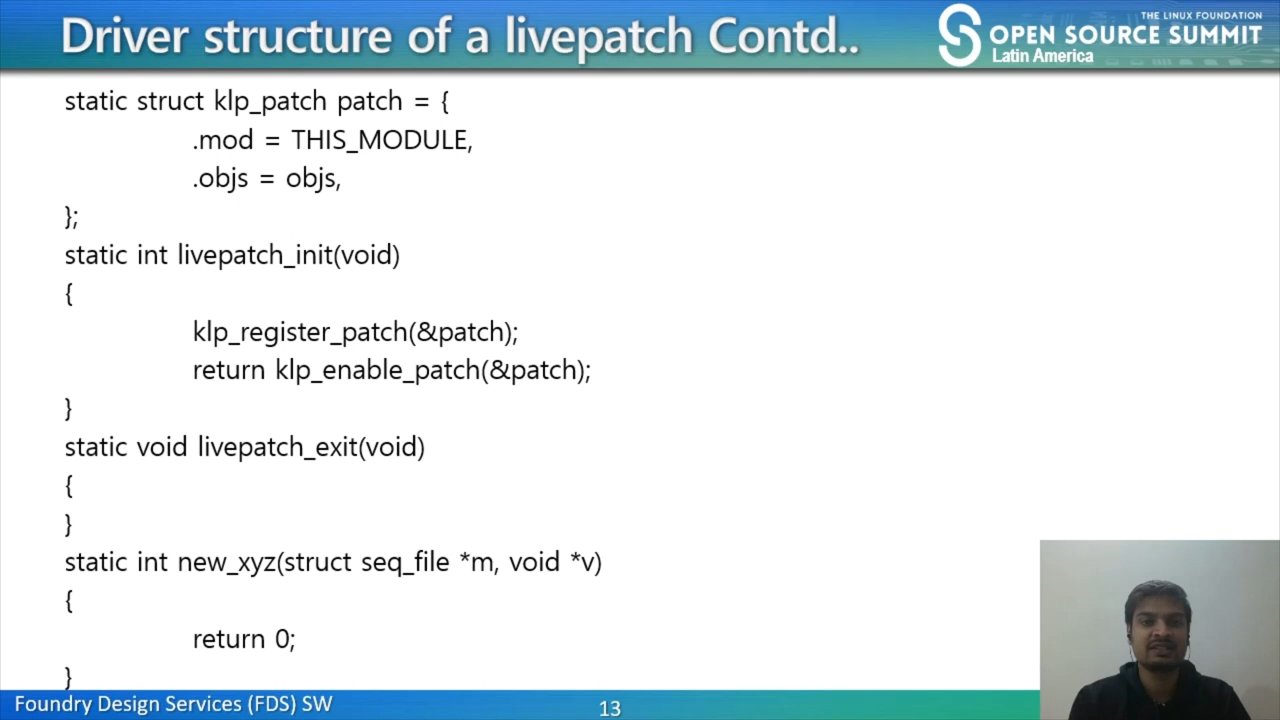 Driver structure of a livepatch Contd..
THE LINUX FOUNDATION
OPEN SOURCE SUMMIT
Latin America
static struct klp_patch patch = {
.mod = THIS_MODULE,
.objs = objs,
};
static int livepatch_init(void)
{
klp_register_patch(&patch);
return klp_enable_patch(&patch);
}
static void livepatch_exit(void)
{
}
static int new_xyz(struct seq_file *m, void *v)
{
return 0;
}
Foundry Design Services (FDS) SW
13